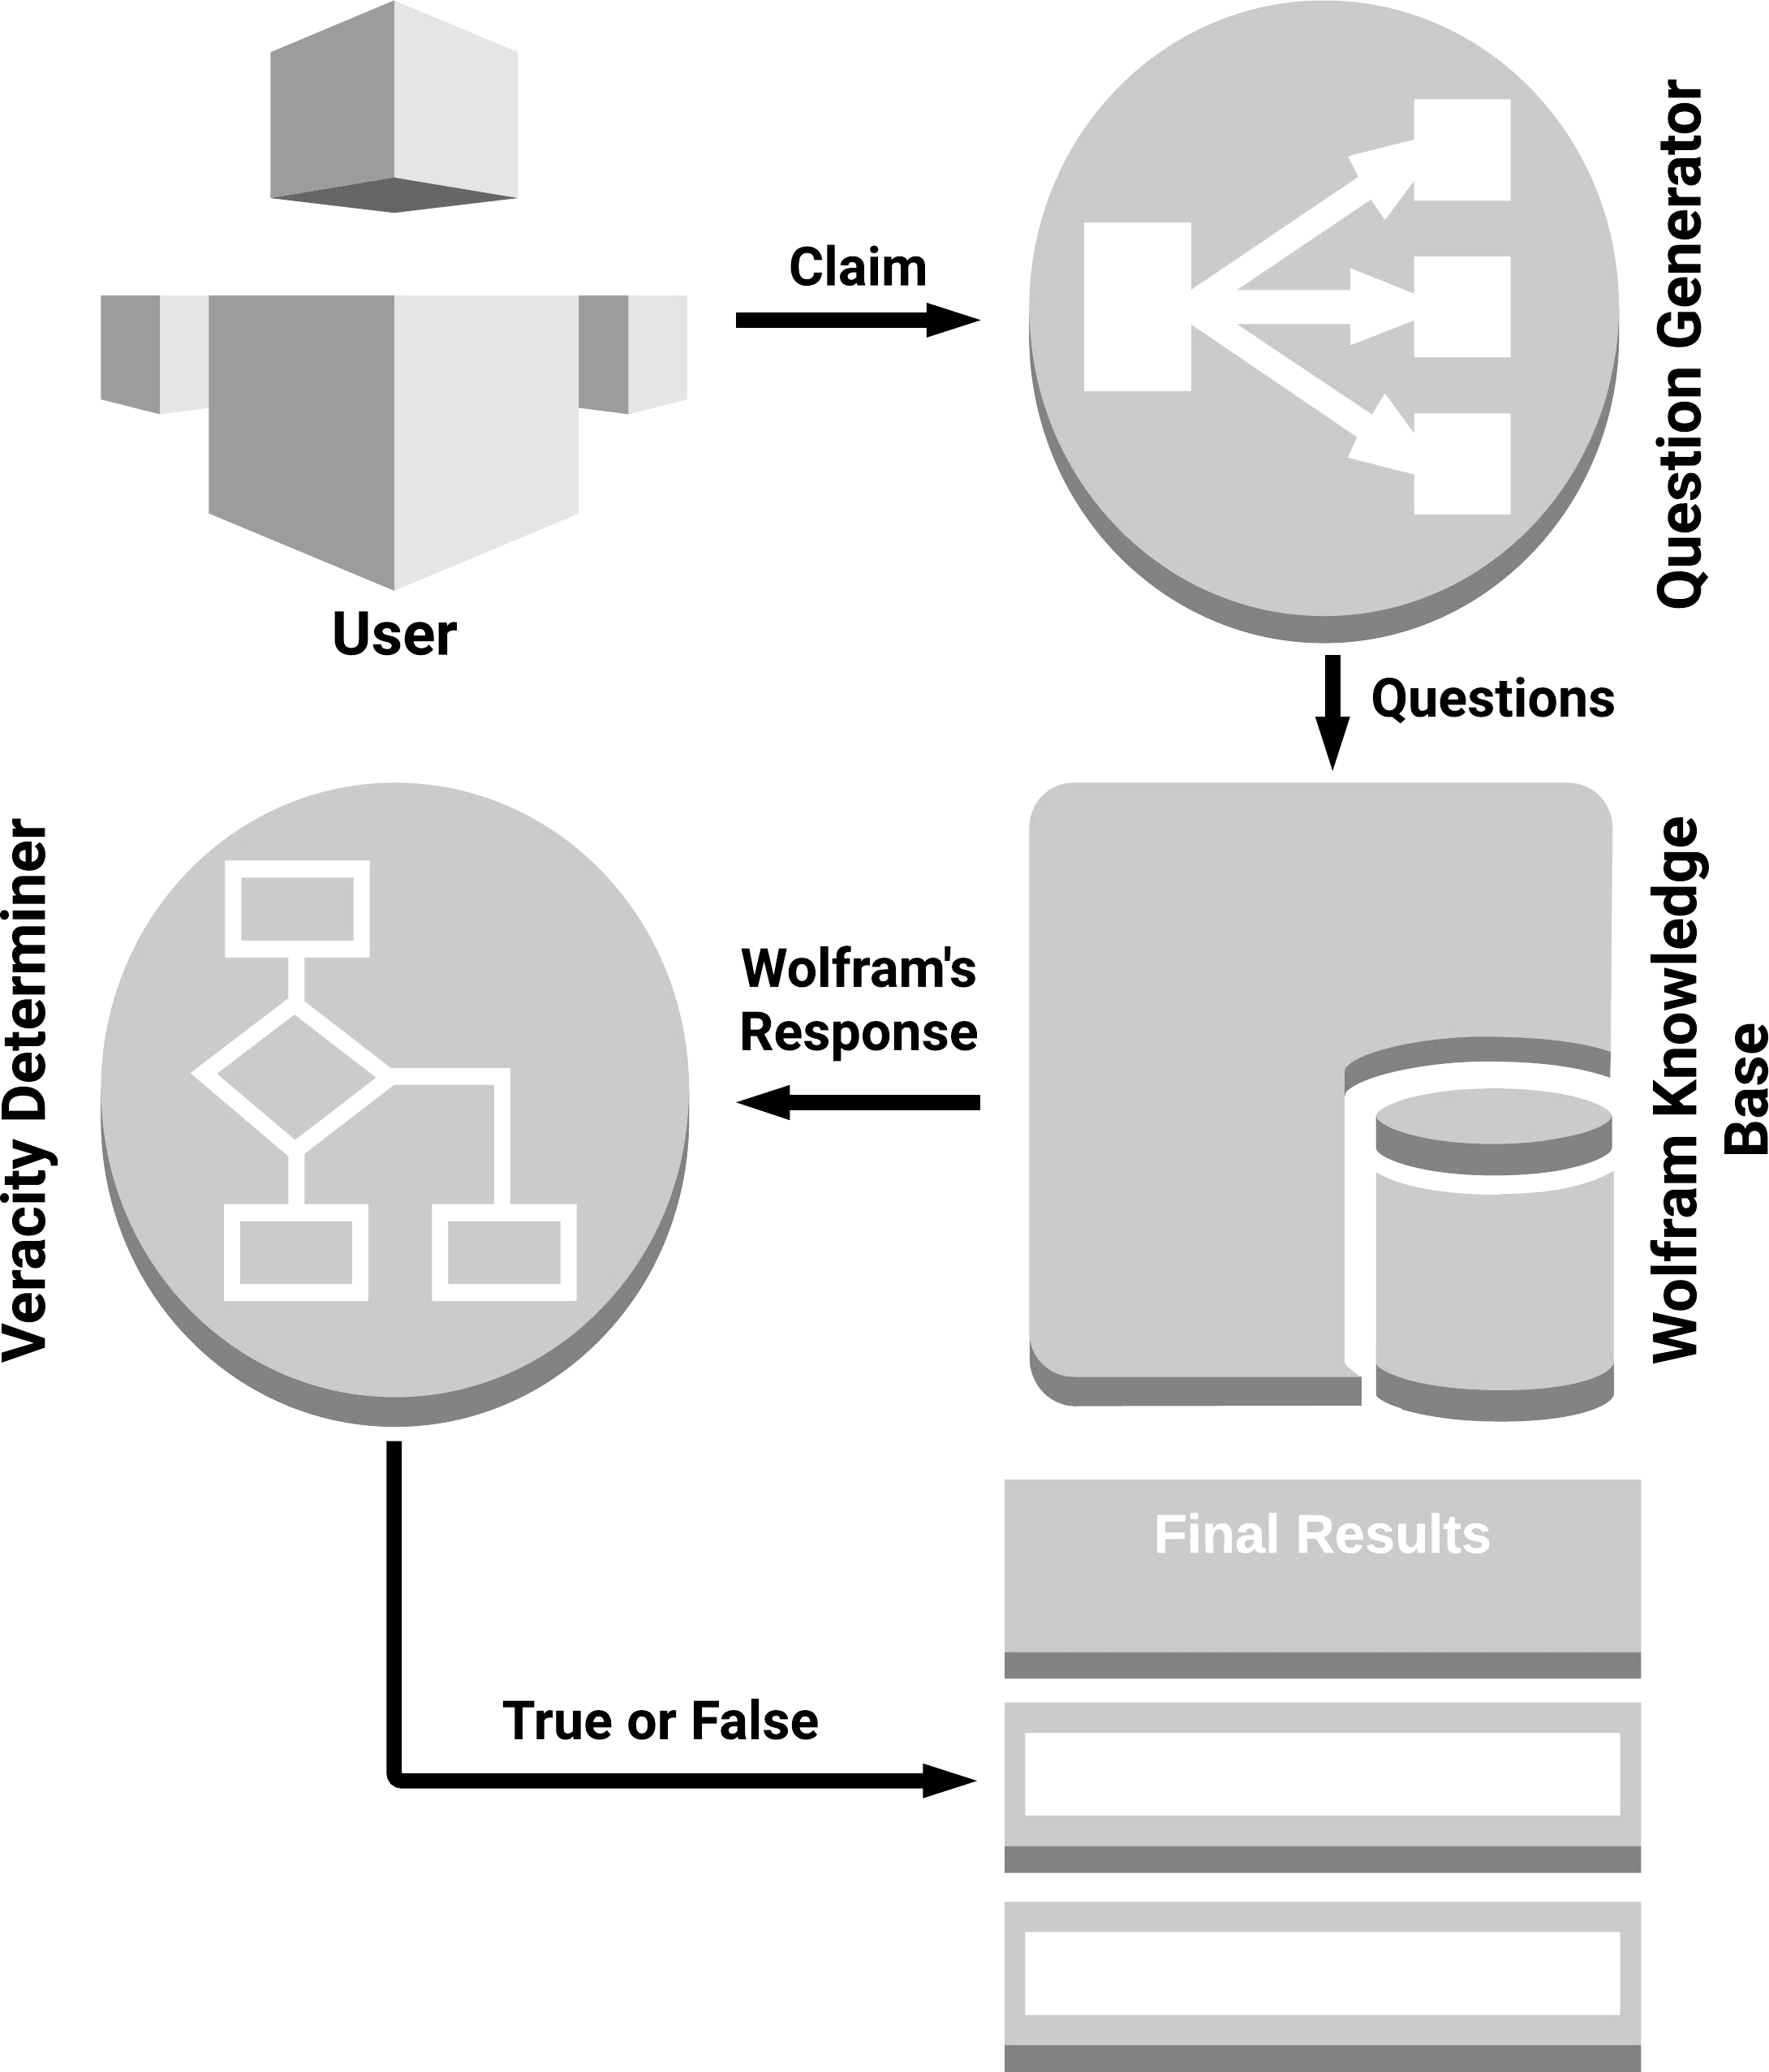 Claim
Question Generator
User
Questions
Veracity Determiner
Wolfram's
Response
Wolfram Knowledge
Base
Final Results
True or False